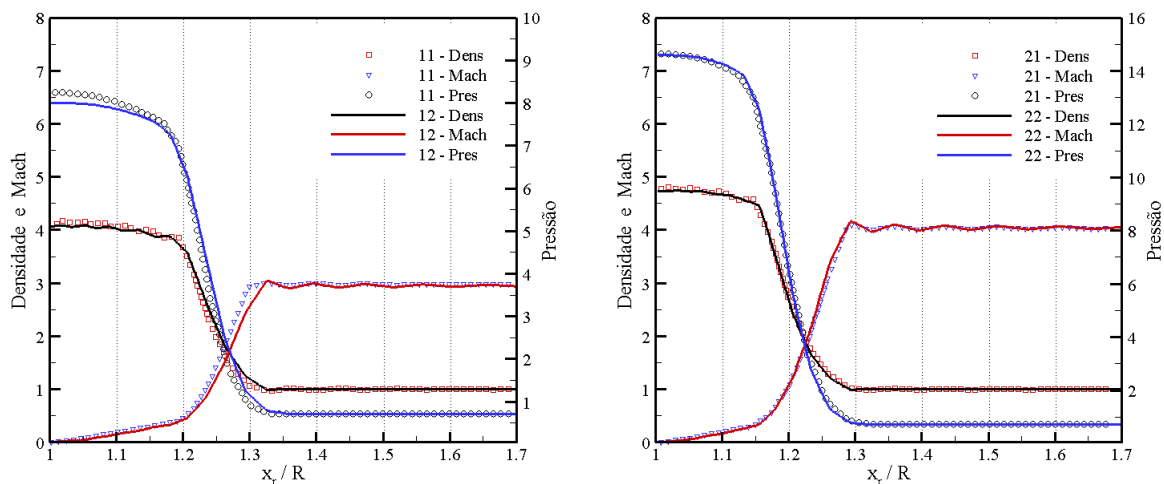 8
7
6
5
4
3
2
1
0
Densidade e Mach
10
9
8
7
6
5
4
3
2
1
0
Pressão
11 - Dens
11 - Mach
11 - Pres
12 - Dens
12 - Mach
12 - Pres
1 1.1 1.2 1.3 1.4 1.5 1.6 1.7
x_r / R
8
7
6
5
4
3
2
1
0
Densidade e Mach
16
14
12
10
8
6
4
2
0
Pressão
21 - Dens
21 - Mach
21 - Pres
22 - Dens
22 - Mach
22 - Pres
1 1.1 1.2 1.3 1.4 1.5 1.6 1.7
x_r / R